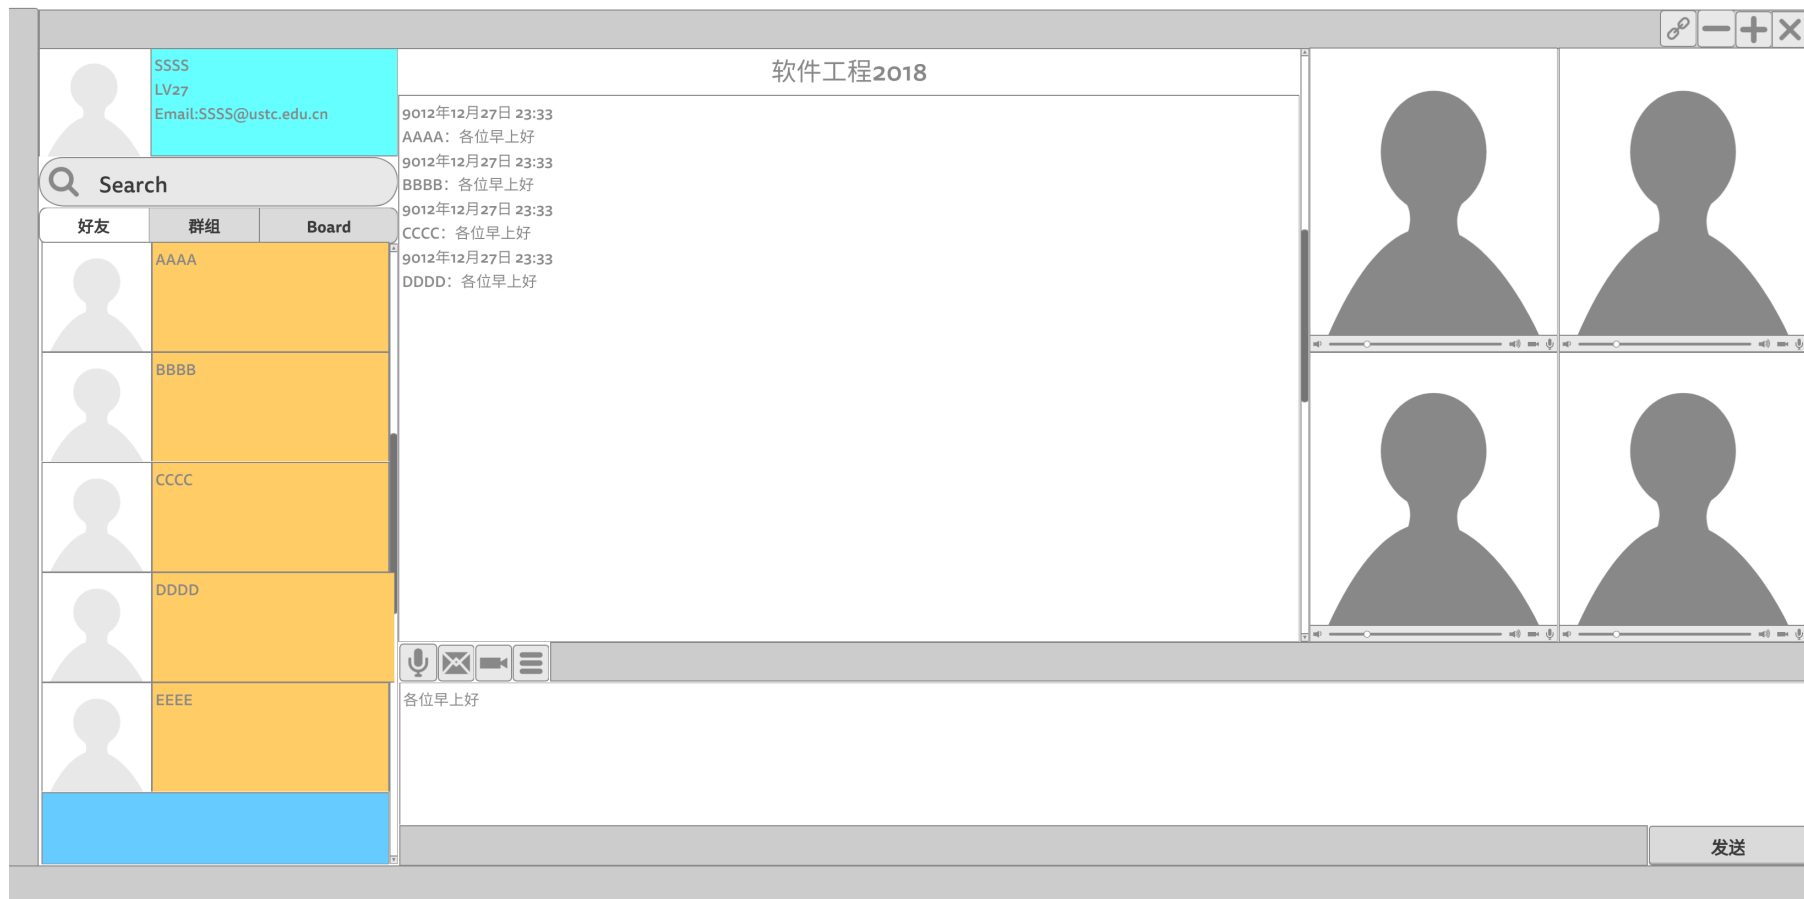 SSSS
LV27
Email:SSSS@ustc.edu.cn
Search
好友
群组
Board
AAAA
BBBB
CCCC
DDDD
EEEE
软件工程2018
9012年12月27日 23:33
AAAA：各位早上好
9012年12月27日 23:33
BBBB：各位早上好
9012年12月27日 23:33
CCCC：各位早上好
9012年12月27日 23:33
DDDD：各位早上好
各位早上好
发送